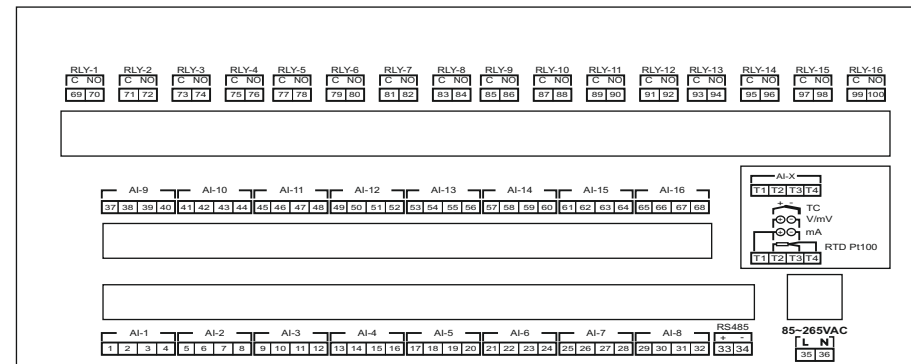 RLY-1 RLY-2 RLY-3 RLY-4 RLY-5 RLY-6 RLY-7 RLY-8 RLY-9 RLY-10 RLY-11 RLY-12 RLY-13 RLY-14 RLY-15 RLY-16
C NO C NO C NO C NO C NO C NO C NO C NO C NO C NO C NO C NO C NO C NO C NO C NO
69 70 71 72 73 74 75 76 77 78 79 80 81 82 83 84 85 86 87 88 89 90 91 92 93 94 95 96 97 98 99 100
AI-9 AI-10 AI-11 AI-12 AI-13 AI-14 AI-15 AI-16
37 38 39 40 41 42 43 44 45 46 47 48 49 50 51 52 53 54 55 56 57 58 59 60 61 62 63 64 65 66 67 68
AI-X
T1 T2 T3 T4
+ -
TC
V/mV
+ -
mA
+ -
RTD Pt100
T1 T2 T3 T4
AI-1 AI-2 AI-3 AI-4 AI-5 AI-6 AI-7 AI-8 RS485
+ -
1 2 3 4 5 6 7 8 9 10 11 12 13 14 15 16 17 18 19 20 21 22 23 24 25 26 27 28 29 30 31 32 33 34
85~265VAC
L N
35 36